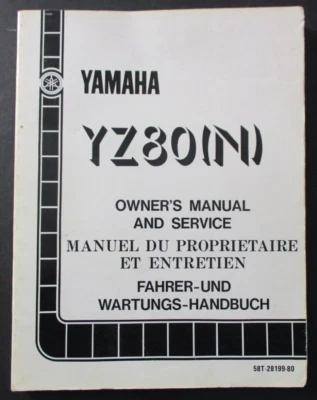 YAMAHA
YZ80(N)
OWNER'S MANUAL
AND SERVICE
MANUEL DU PROPRIETAIRE
ET ENTRETIEN
FAHRER-UND
WARTUNGS-HANDBUCH
58T-28199-80